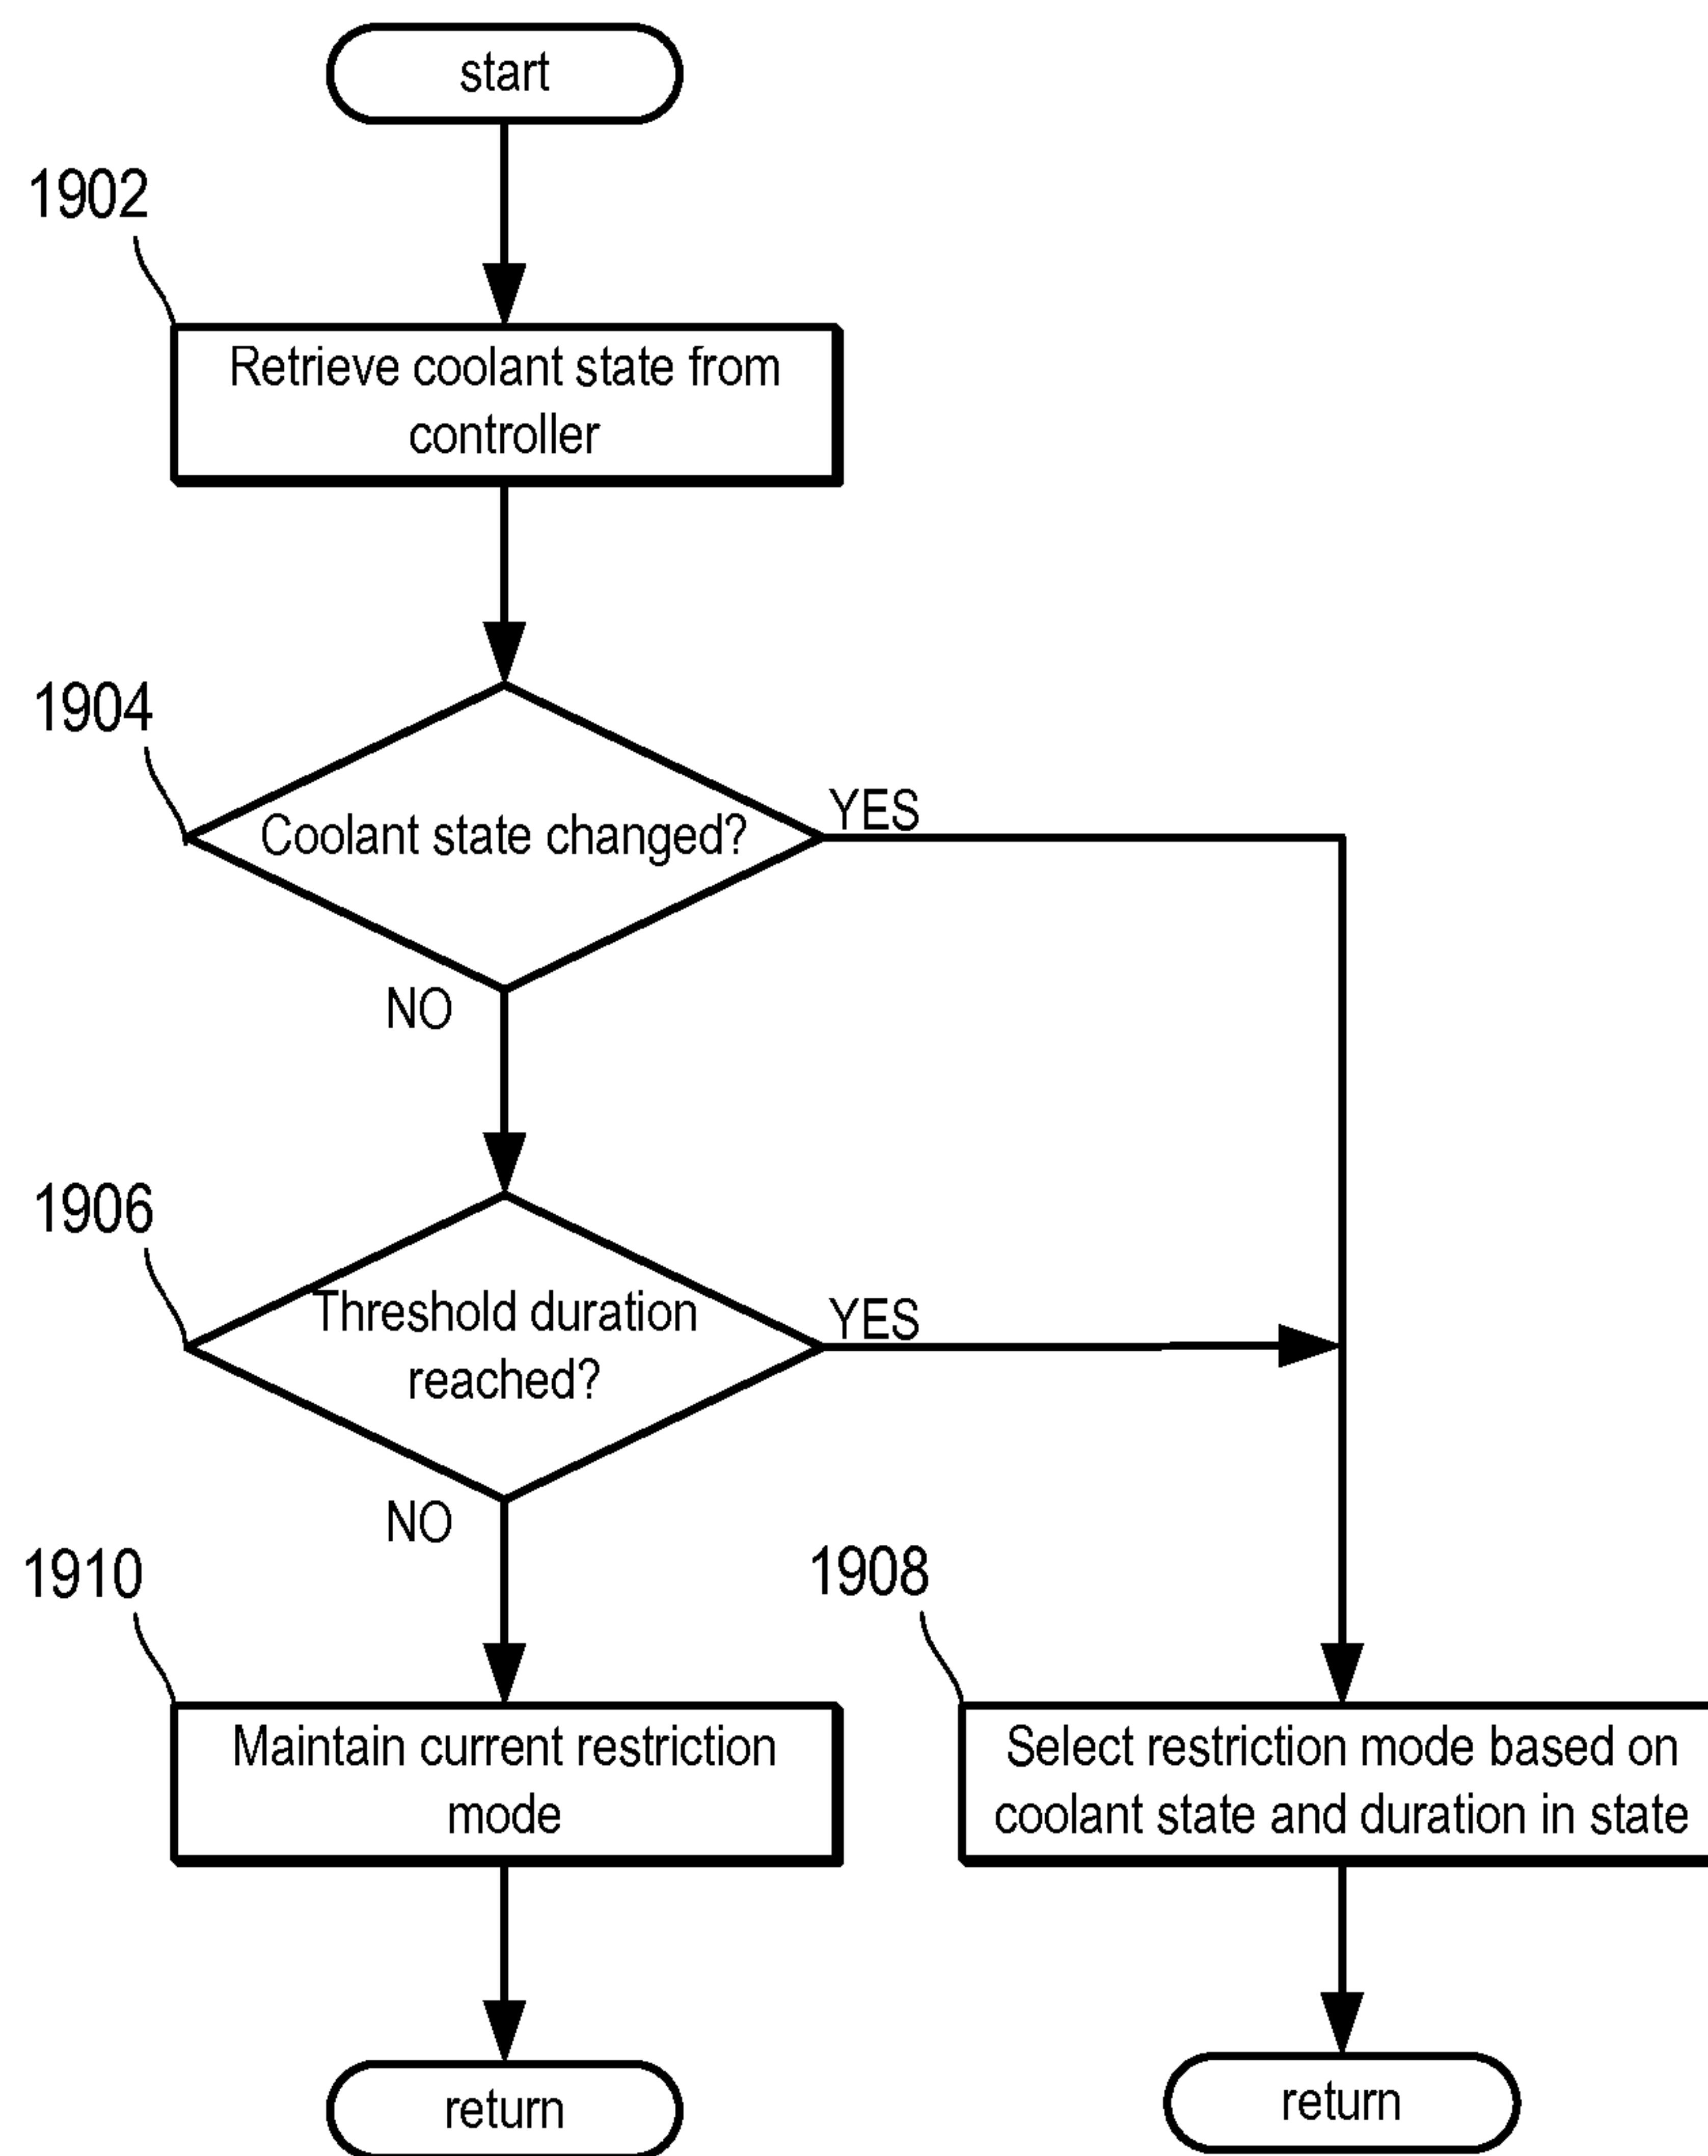 start
1902
Retrieve coolant state from
controller
1904
Coolant state changed?
YES
NO
1906
Threshold duration
reached?
YES
NO
1910
Maintain current restriction
mode
1908
Select restriction mode based on
coolant state and duration in state
return
return